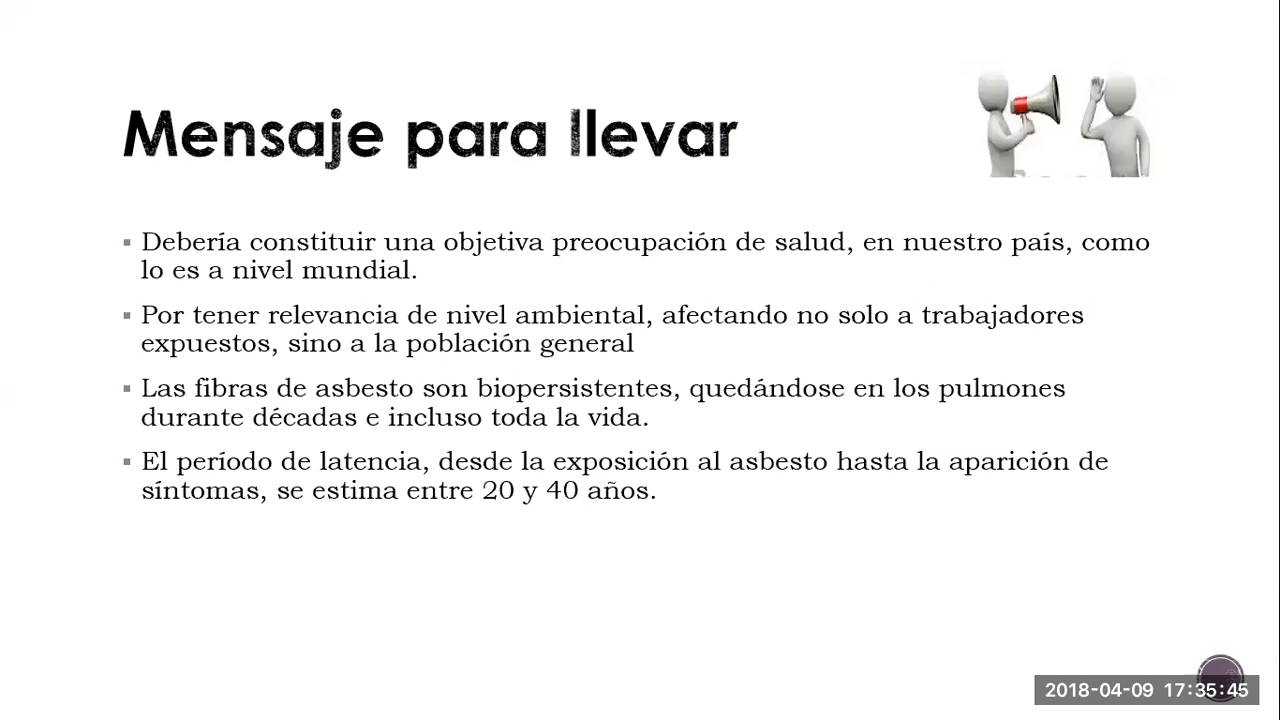 Mensaje para llevar
▪ Debería constituir una objetiva preocupación de salud, en nuestro país, como
lo es a nivel mundial.
▪ Por tener relevancia de nivel ambiental, afectando no solo a trabajadores
expuestos, sino a la población general
▪ Las fibras de asbesto son biopersistentes, quedándose en los pulmones
durante décadas e incluso toda la vida.
▪ El período de latencia, desde la exposición al asbesto hasta la aparición de
síntomas, se estima entre 20 y 40 años.
2018-04-09 17:35:45